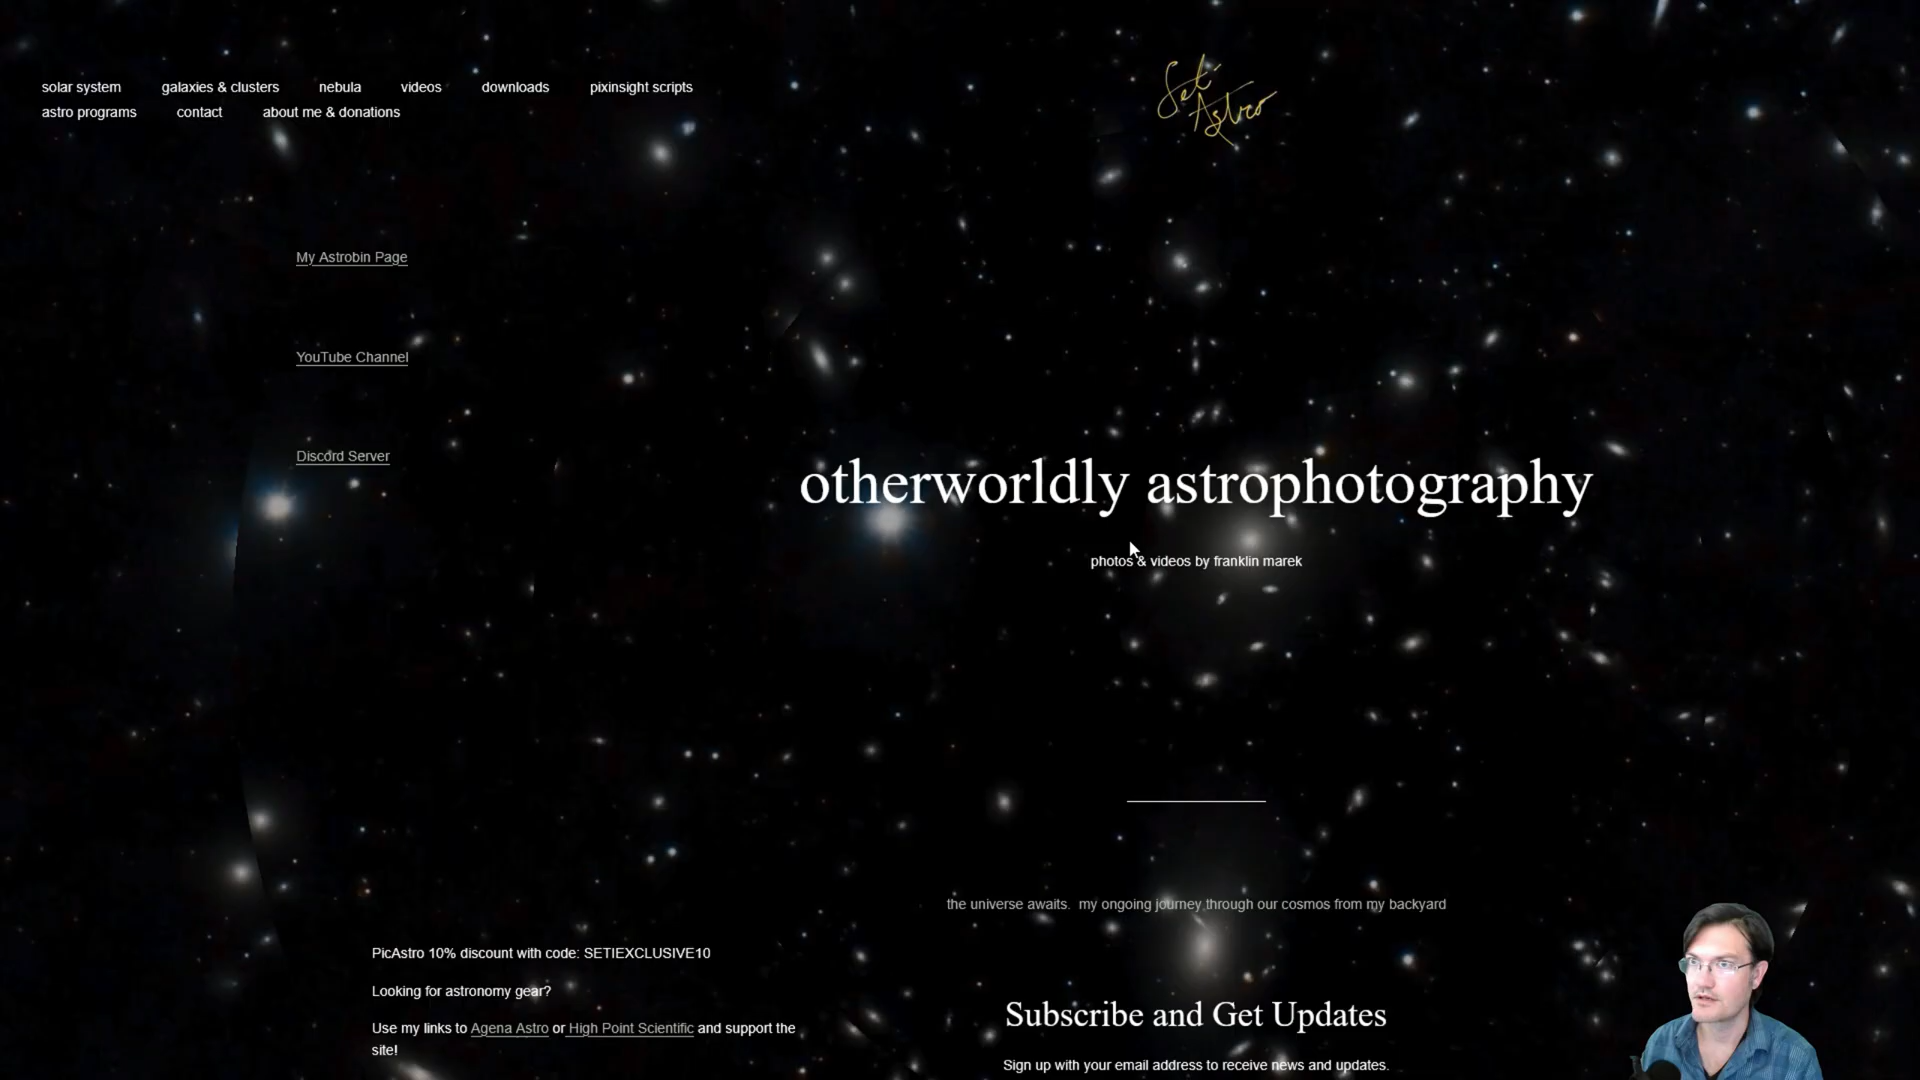 solar system galaxies & clusters nebula videos downloads pixinsight scripts
astro programs contact about me & donations
Seti Astro
My Astrobin Page
YouTube Channel
Discord Server
otherworldly astrophotography
photos & videos by franklin marek
the universe awaits. my ongoing journey through our cosmos from my backyard
PicAstro 10% discount with code: SETIEXCLUSIVE10
Looking for astronomy gear?
Use my links to Agena Astro or High Point Scientific and support the
site!
Subscribe and Get Updates
Sign up with your email address to receive news and updates.